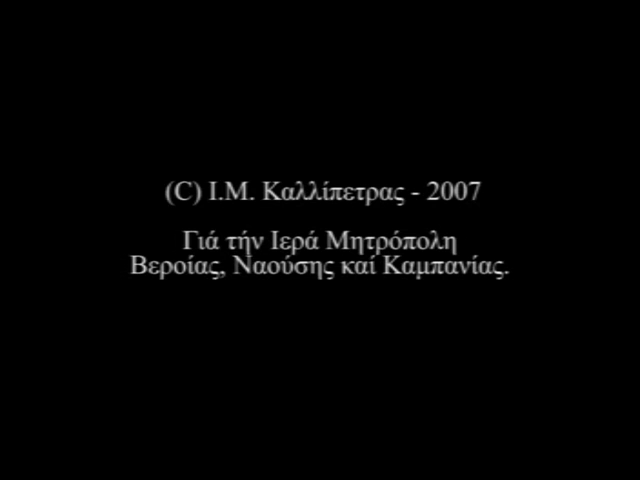 (C) Ι.Μ. Καλλίπετρας - 2007
Γιά τήν Ιερά Μητρόπολη
Βεροίας, Ναούσης καί Καμπανίας.